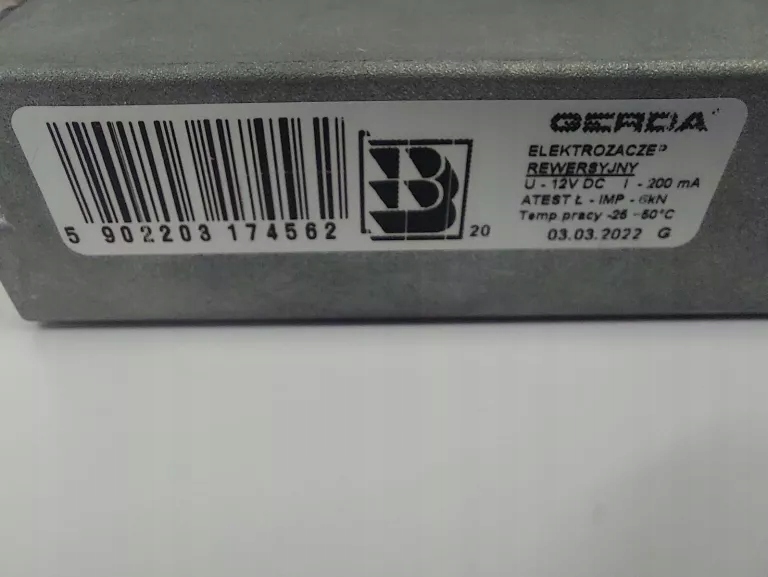 5 902203 174562
B
20
GERDA
ELEKTROZACZEP
REWERSYJNY
U - 12V DC I - 200 mA
ATEST Ł - IMP - 6kN
Temp pracy -25 ÷50°C
03.03.2022 G